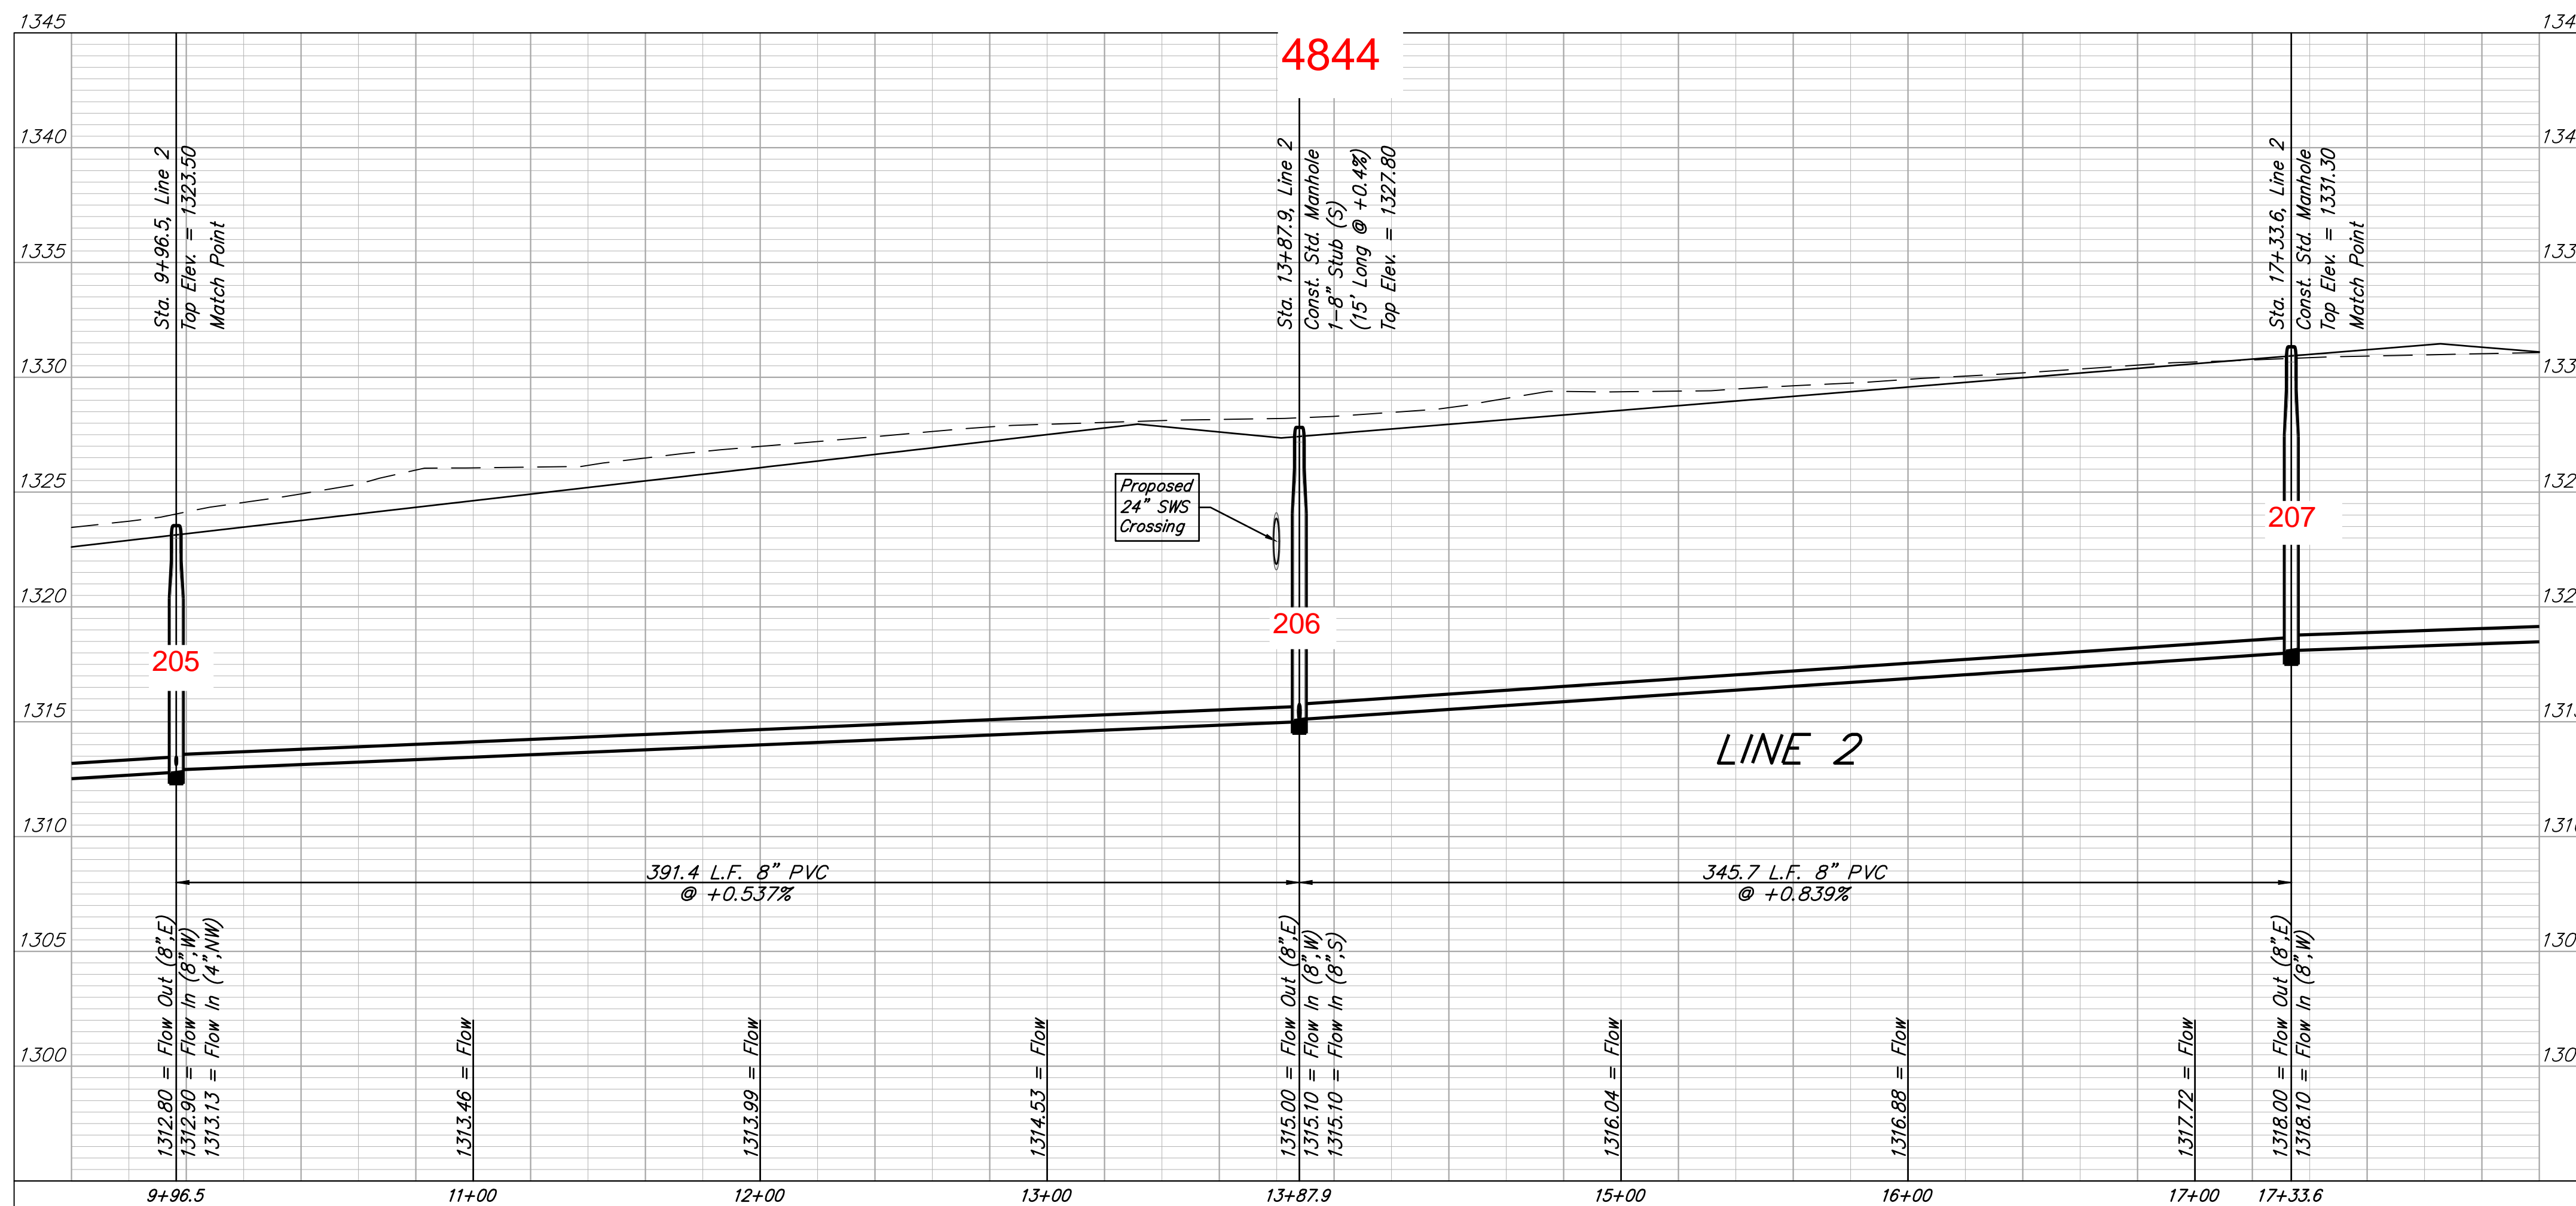 1345
4844
1340
1335
1330
1325
1320
1315
1310
1305
1300
Sta. 9+96.5, Line 2
Top Elev. = 1323.50
Match Point
Sta. 13+87.9, Line 2
Const. Std. Manhole
1-8" Stub (S)
(15' Long @ +0.4%)
Top Elev. = 1327.80
Sta. 17+33.6, Line 2
Const. Std. Manhole
Top Elev. = 1331.30
Match Point
Proposed
24" SWS
Crossing
205
206
207
LINE 2
391.4 L.F. 8" PVC
@ +0.537%
345.7 L.F. 8" PVC
@ +0.839%
1312.80 = Flow Out (8",E)
1312.90 = Flow In (8",W)
1313.13 = Flow In (4",NW)
1313.46 = Flow
1313.99 = Flow
1314.53 = Flow
1315.00 = Flow Out (8",E)
1315.10 = Flow In (8",W)
1315.10 = Flow In (8",S)
1316.04 = Flow
1316.88 = Flow
1317.72 = Flow
1318.00 = Flow Out (8",E)
1318.10 = Flow In (8",W)
9+96.5
11+00
12+00
13+00
13+87.9
15+00
16+00
17+00
17+33.6